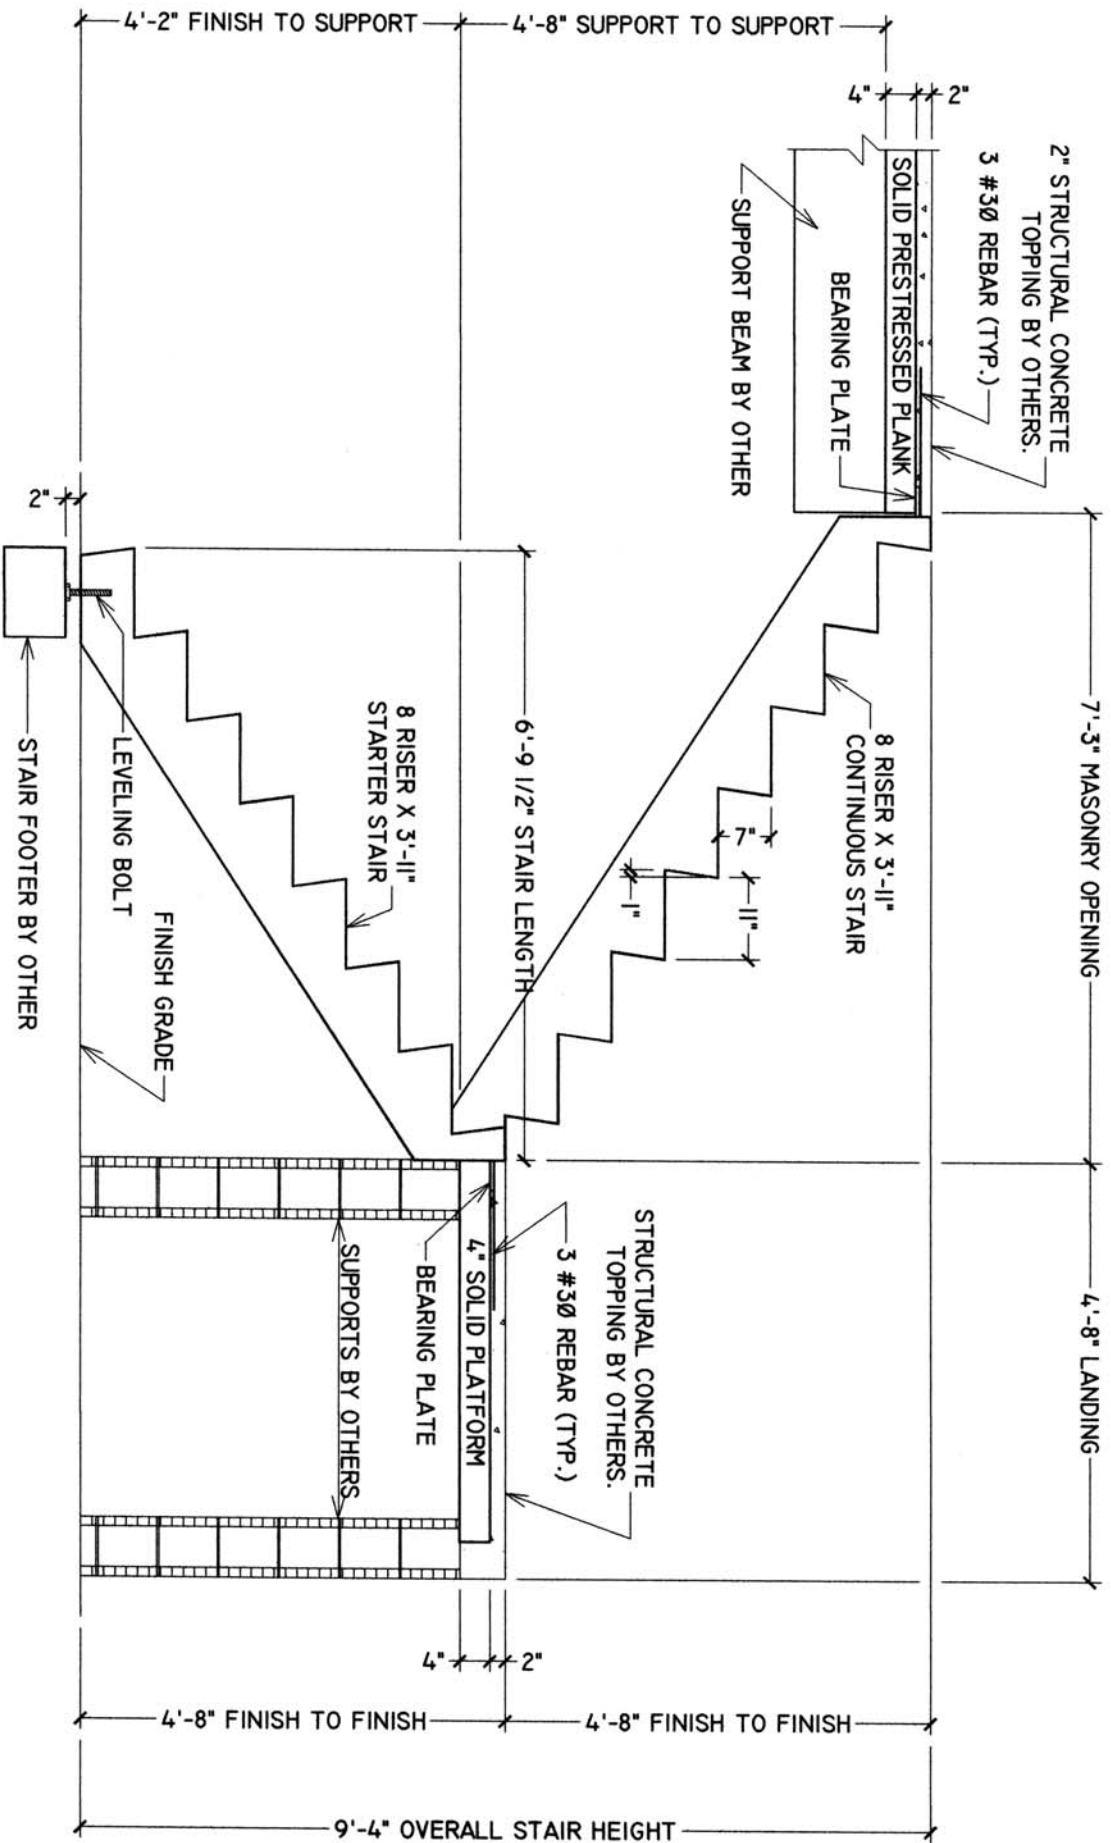 4'-2" FINISH TO SUPPORT
4'-8" SUPPORT TO SUPPORT
4"
2"
2" STRUCTURAL CONCRETE
TOPPING BY OTHERS.
3 #3Ø REBAR (TYP.)
SOLID PRESTRESSED PLANK
BEARING PLATE
SUPPORT BEAM BY OTHER
7'-3" MASONRY OPENING
4'-8" LANDING
8 RISER X 3'-11"
CONTINUOUS STAIR
7"
11"
1"
6'-9 1/2" STAIR LENGTH
8 RISER X 3'-11"
STARTER STAIR
2"
LEVELING BOLT
STAIR FOOTER BY OTHER
FINISH GRADE
STRUCTURAL CONCRETE
TOPPING BY OTHERS.
3 #3Ø REBAR (TYP.)
4" SOLID PLATFORM
BEARING PLATE
SUPPORTS BY OTHERS
4"
2"
4'-8" FINISH TO FINISH
4'-8" FINISH TO FINISH
9'-4" OVERALL STAIR HEIGHT